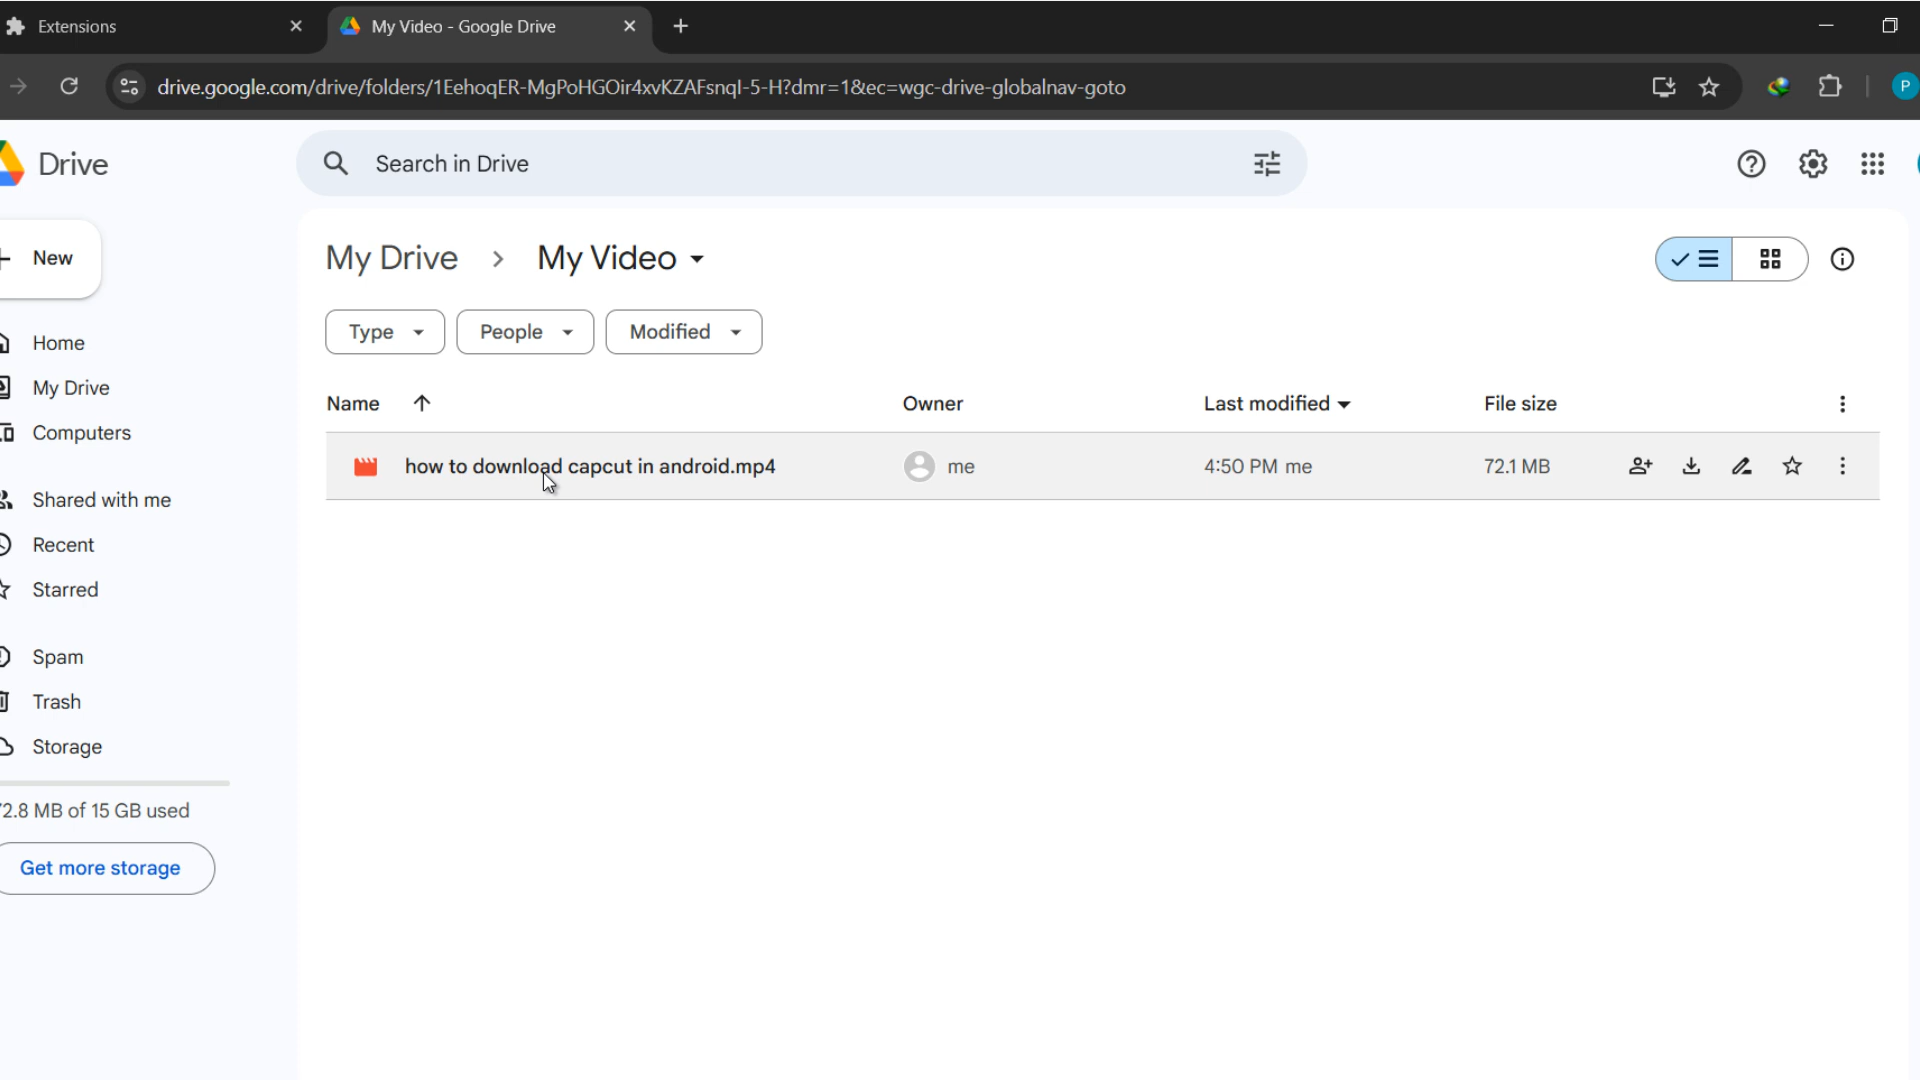 Extensions
My Video - Google Drive
drive.google.com/drive/folders/1EehoqER-MgPoHGOir4xvKZAFsnqI-5-H?dmr=1&ec=wgc-drive-globalnav-goto
P
Drive
Search in Drive
New
My Drive > My Video
Type
People
Modified
Home
My Drive
Computers
Shared with me
Recent
Starred
Spam
Trash
Storage
72.8 MB of 15 GB used
Get more storage
Name Owner Last modified File size
how to download capcut in android.mp4 me 4:50 PM me 72.1 MB